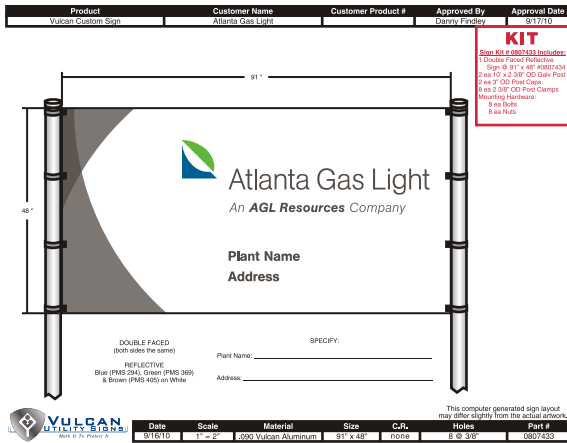 Product Customer Name Customer Product # Approved By Approval Date
Vulcan Custom Sign Atlanta Gas Light Danny Findley 9/17/10
KIT
Sign Kit # 0807433 Includes:
1 Double Faced Reflective
Sign @ 91" x 48" #0807434
2 ea 10' x 2 3/8" OD Galv Post
2 ea 3" OD Post Caps
8 ea 2 3/8" OD Post Clamps
Mounting Hardware:
8 ea Bolts
8 ea Nuts
91 "
48 "
Atlanta Gas Light
An AGL Resources Company
Plant Name
Address
DOUBLE FACED
(both sides the same)
REFLECTIVE
Blue (PMS 294), Green (PMS 369)
& Brown (PMS 405) on White
SPECIFY:
Plant Name:
Address:
This computer generated sign layout
may differ slightly from the actual artwork.
VULCAN
UTILITY SIGNS
Mark It To Protect It
Date Scale Material Size C.R. Holes Part #
9/16/10 1" = 2" .090 Vulcan Aluminum 91" x 48" none 8 @ 3/8" 0807433